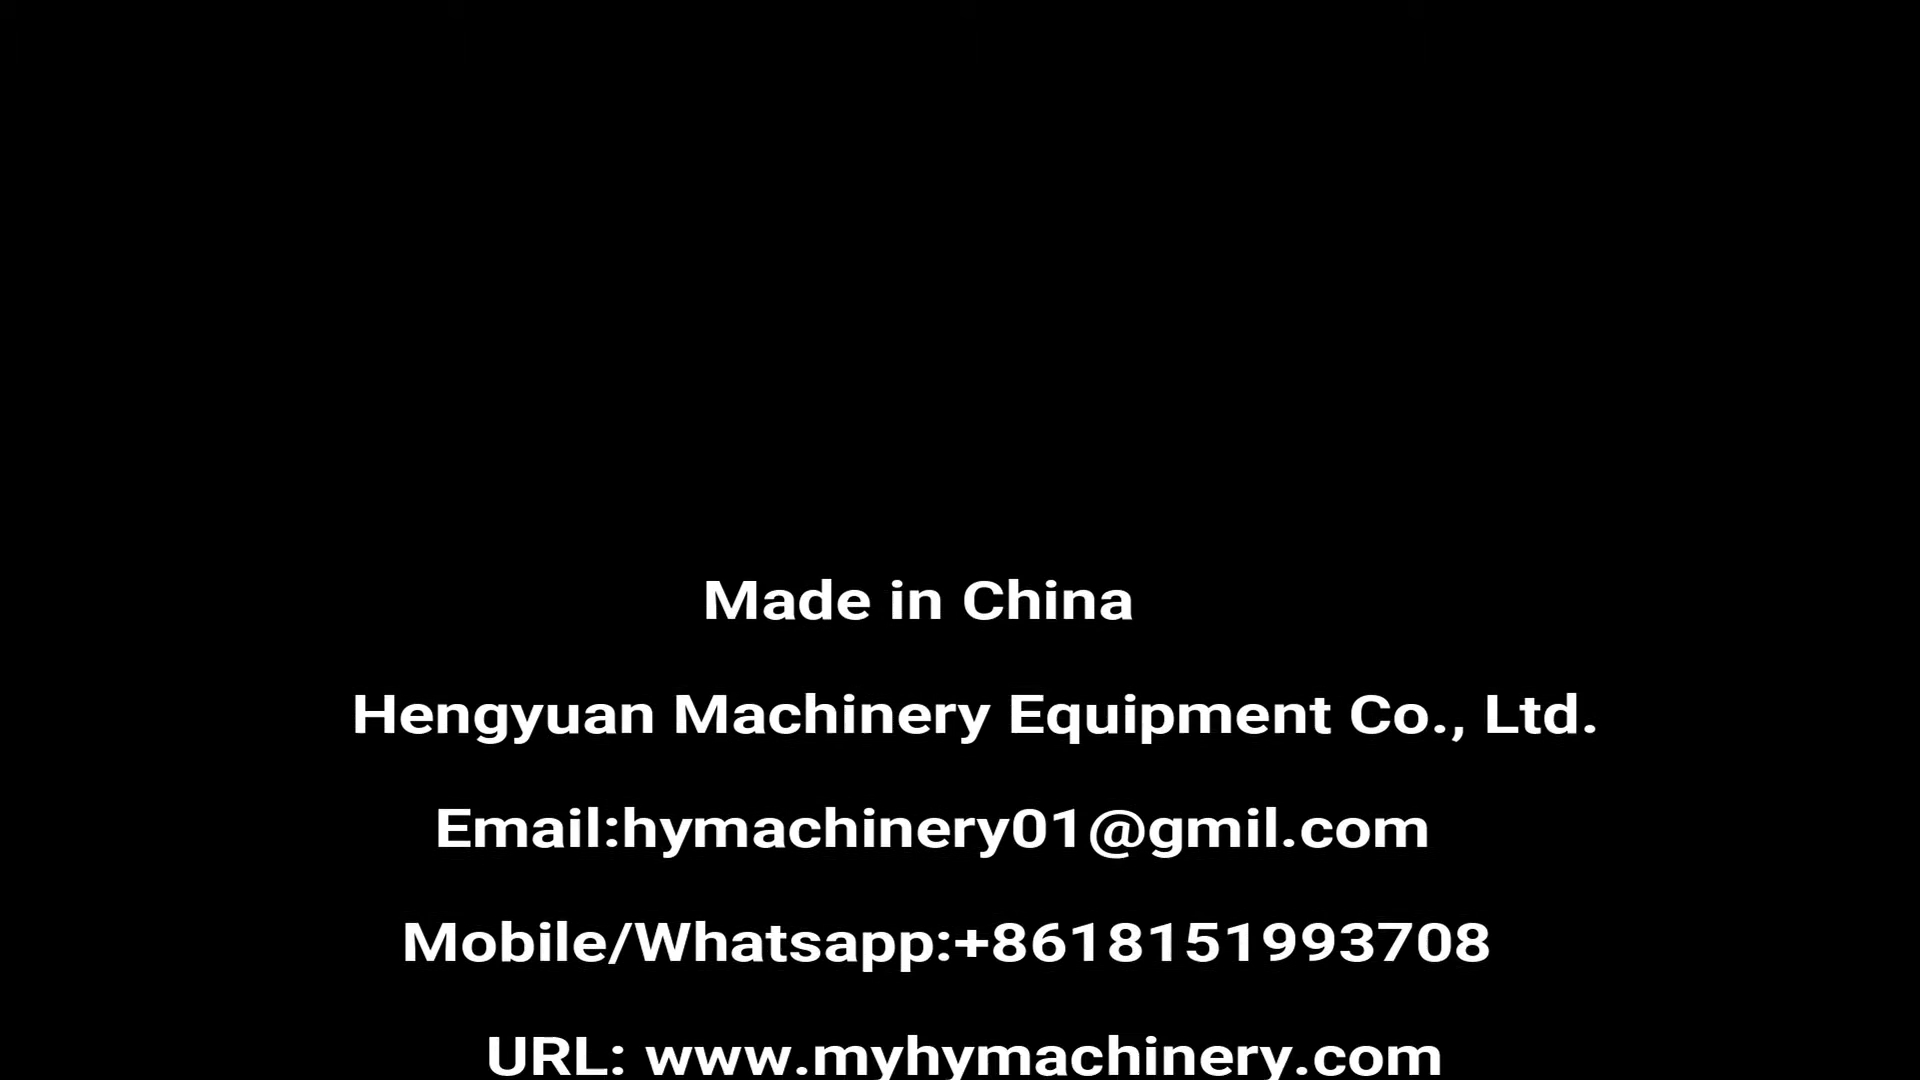 Made in China
Hengyuan Machinery Equipment Co., Ltd.
Email:hymachinery01@gmil.com
Mobile/Whatsapp:+8618151993708
URL: www.myhymachinery.com